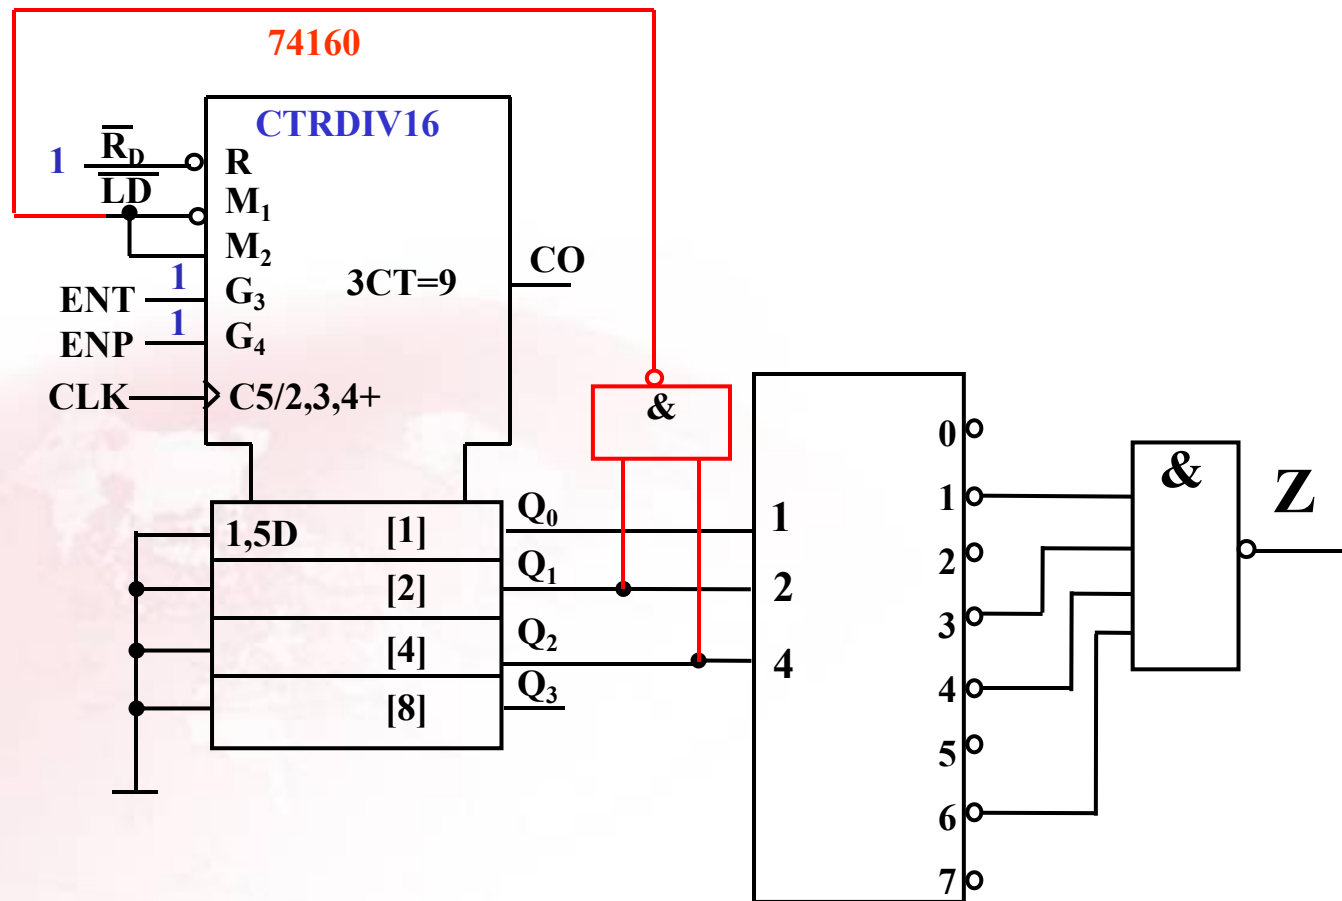 74160
CTRDIV16
1 R̅D̅ R
L̅D̅ M₁
M₂
CO
3CT=9
ENT 1 G₃
ENP 1 G₄
CLK C5/2,3,4+
&
1,5D [1] Q₀
[2] Q₁
[4] Q₂
[8] Q₃
1
2
4
0
1
2
3
4
5
6
7
&
Z